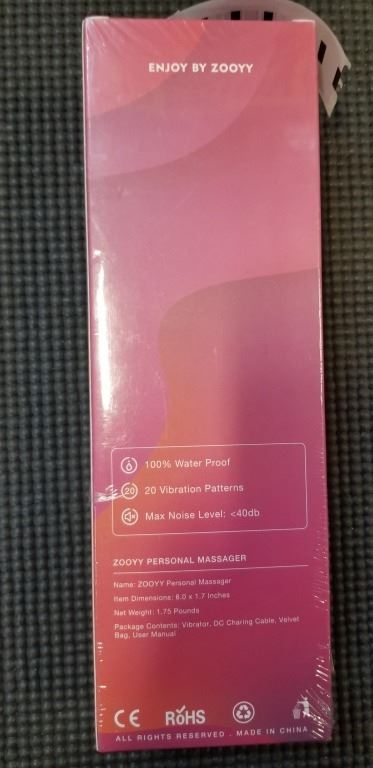 ENJOY BY ZOOYY
100% Water Proof
20 20 Vibration Patterns
Max Noise Level: <40db
ZOOYY PERSONAL MASSAGER
Name: ZOOYY Personal Massager
Item Dimensions: 8.0 x 1.7 Inches
Net Weight: 1.75 Pounds
Package Contents: Vibrator, DC Charing Cable, Velvet
Bag, User Manual
CE RoHS
ALL RIGHTS RESERVED . MADE IN CHINA